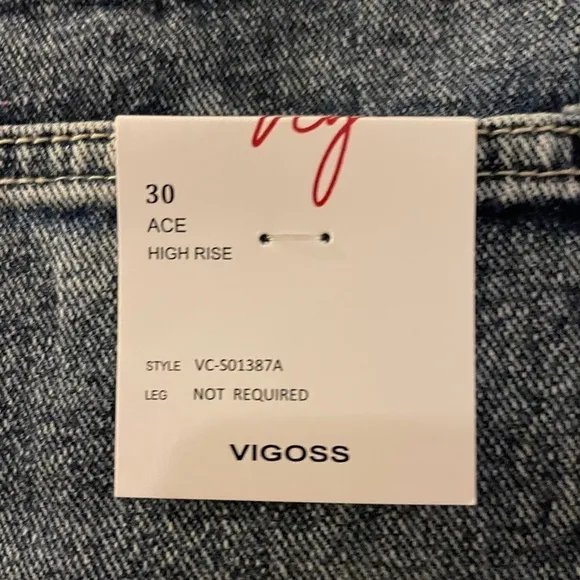 30
ACE
HIGH RISE
STYLE VC-S01387A
LEG NOT REQUIRED
VIGOSS